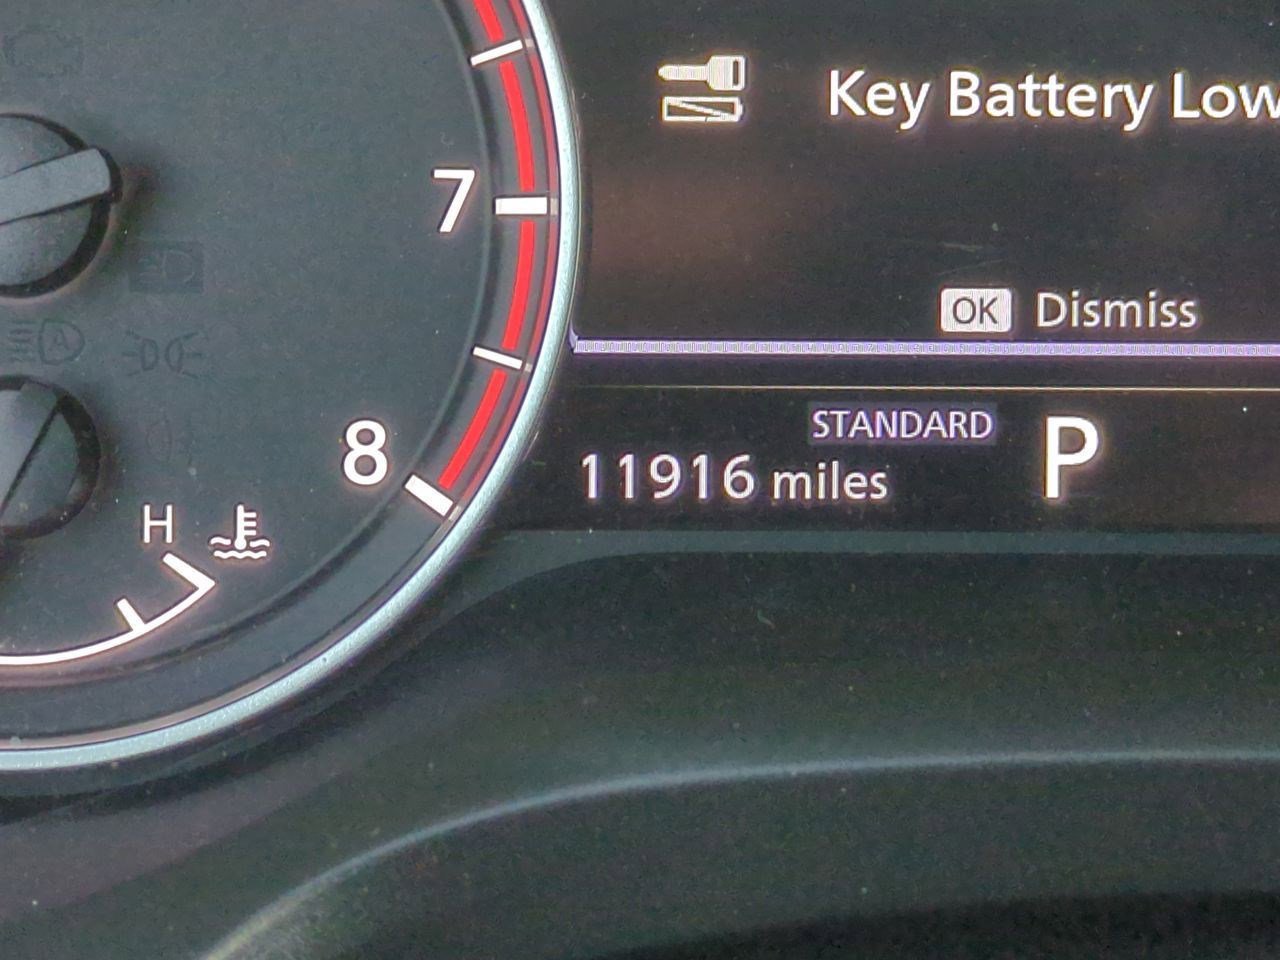 Key Battery Low
7
OK Dismiss
STANDARD
8
11916 miles P
H